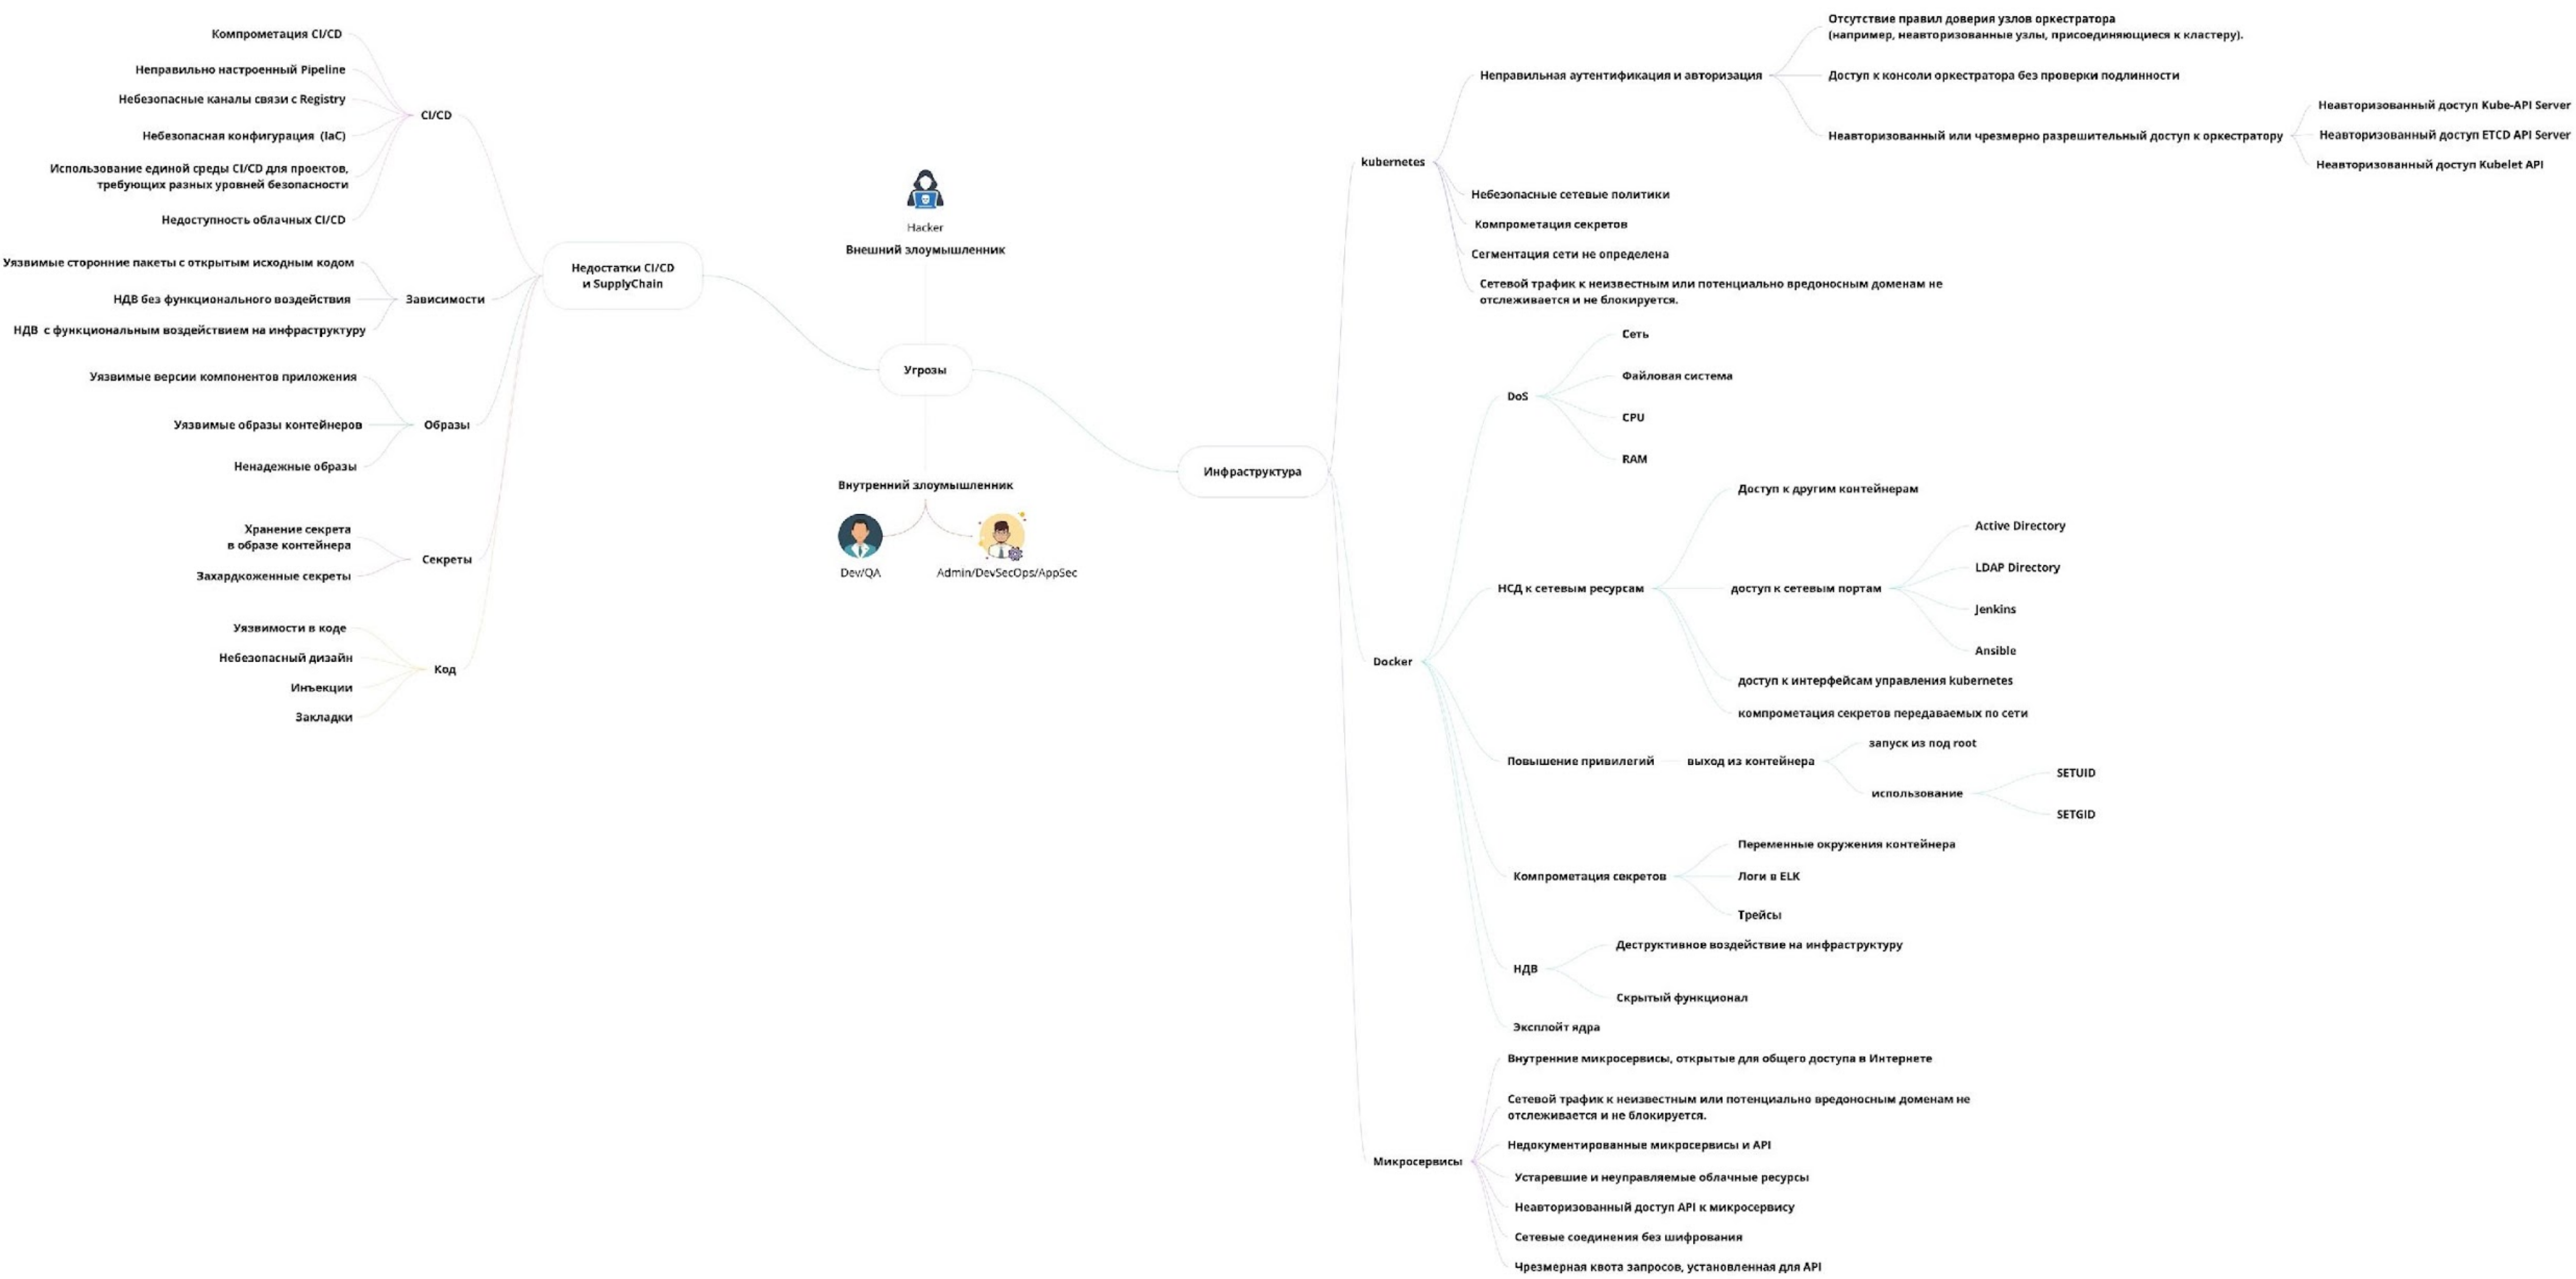 Компрометация CI/CD
Неправильно настроенный Pipeline
Небезопасные каналы связи с Registry
Небезопасная конфигурация (IaC)
Использование единой среды CI/CD для проектов,
требующих разных уровней безопасности
Недоступность облачных CI/CD
CI/CD
Уязвимые сторонние пакеты с открытым исходным кодом
НДВ без функционального воздействия
НДВ с функциональным воздействием на инфраструктуру
Зависимости
Уязвимые версии компонентов приложения
Уязвимые образы контейнеров
Ненадежные образы
Образы
Хранение секрета
в образе контейнера
Захардкоженные секреты
Секреты
Уязвимости в коде
Небезопасный дизайн
Инъекции
Закладки
Код
Недостатки CI/CD
и SupplyChain
Hacker
Внешний злоумышленник
Угрозы
Внутренний злоумышленник
Dev/QA
Admin/DevSecOps/AppSec
Инфраструктура
kubernetes
Неправильная аутентификация и авторизация
Отсутствие правил доверия узлов оркестратора
(например, неавторизованные узлы, присоединяющиеся к кластеру).
Доступ к консоли оркестратора без проверки подлинности
Неавторизованный или чрезмерно разрешительный доступ к оркестратору
Неавторизованный доступ Kube-API Server
Неавторизованный доступ ETCD API Server
Неавторизованный доступ Kubelet API
Небезопасные сетевые политики
Компрометация секретов
Сегментация сети не определена
Сетевой трафик к неизвестным или потенциально вредоносным доменам не
отслеживается и не блокируется.
Docker
DoS
Сеть
Файловая система
CPU
RAM
НСД к сетевым ресурсам
Доступ к другим контейнерам
доступ к сетевым портам
Active Directory
LDAP Directory
Jenkins
Ansible
доступ к интерфейсам управления kubernetes
компрометация секретов передаваемых по сети
Повышение привилегий
выход из контейнера
запуск из под root
использование
SETUID
SETGID
Компрометация секретов
Переменные окружения контейнера
Логи в ELK
Трейсы
НДВ
Деструктивное воздействие на инфраструктуру
Скрытый функционал
Эксплойт ядра
Микросервисы
Внутренние микросервисы, открытые для общего доступа в Интернете
Сетевой трафик к неизвестным или потенциально вредоносным доменам не
отслеживается и не блокируется.
Недокументированные микросервисы и API
Устаревшие и неуправляемые облачные ресурсы
Неавторизованный доступ API к микросервису
Сетевые соединения без шифрования
Чрезмерная квота запросов, установленная для API